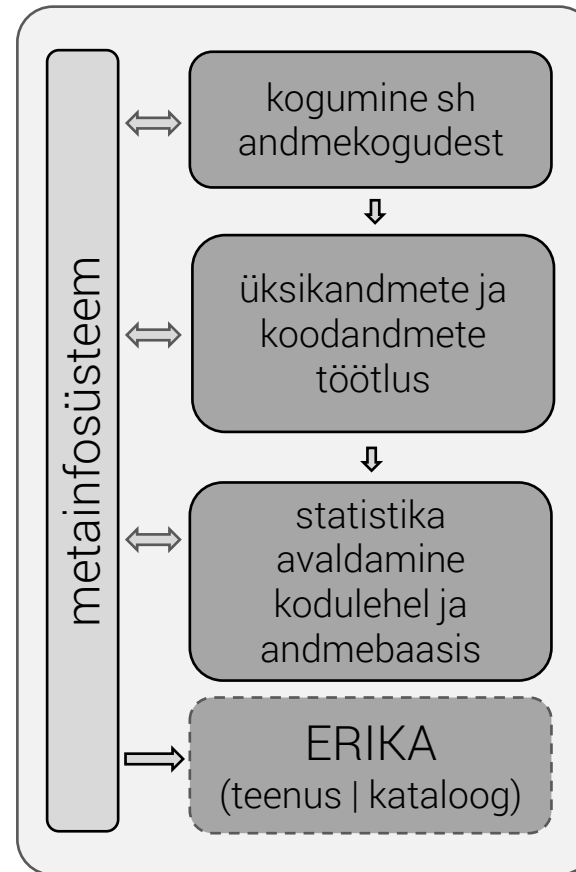 metainfosüsteem
kogumine sh
andmekogudest
üksikandmete ja
koodandmete
töötlus
statistika
avaldamine
kodulehel ja
andmebaasis
ERIKA
(teenus | kataloog)